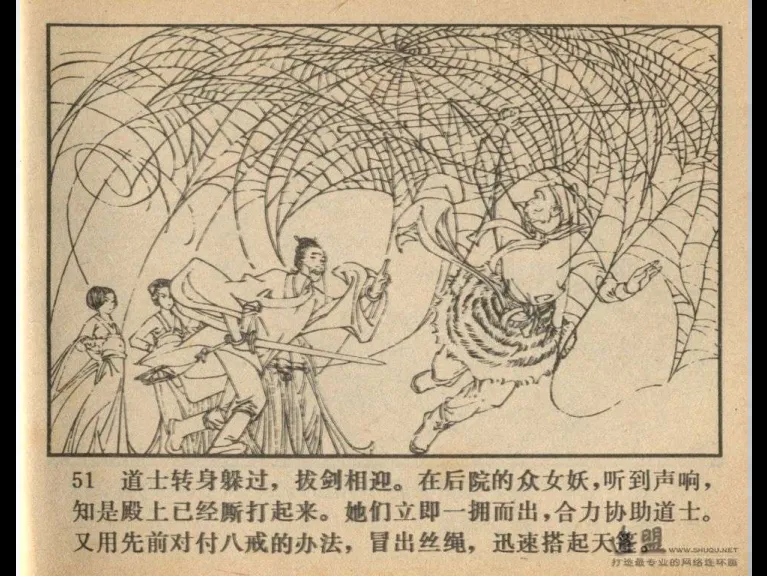 51 道士转身躲过，拔剑相迎。在后院的众女妖，听到声响，
知是殿上已经厮打起来。她们立即一拥而出，合力协助道士。
又用先前对付八戒的办法，冒出丝绳，迅速搭起天
盟 WWW.SHUQU.NET
打造最专业的网络连环画